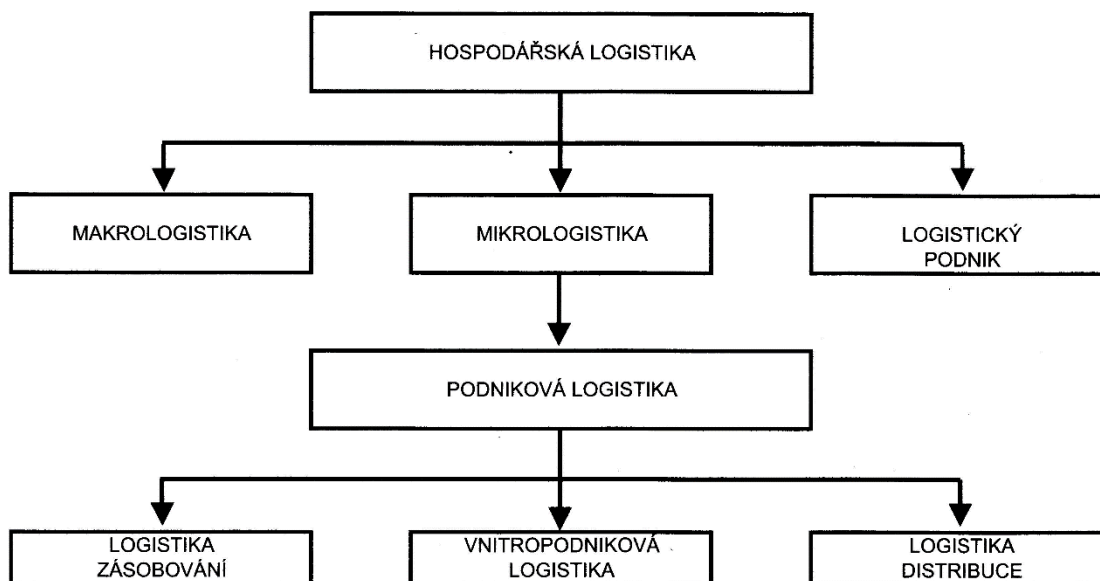 HOSPODÁŘSKÁ LOGISTIKA
MAKROLOGISTIKA
MIKROLOGISTIKA
LOGISTICKÝ
PODNIK
PODNIKOVÁ LOGISTIKA
LOGISTIKA
ZÁSOBOVÁNÍ
VNITROPODNIKOVÁ
LOGISTIKA
LOGISTIKA
DISTRIBUCE